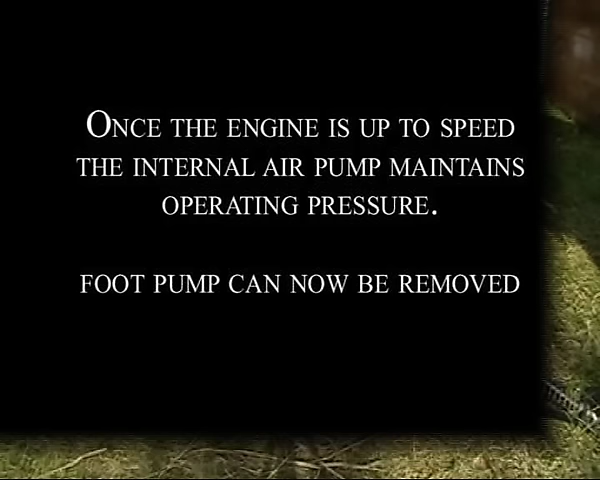 Once the engine is up to speed
the internal air pump maintains
operating pressure.
foot pump can now be removed